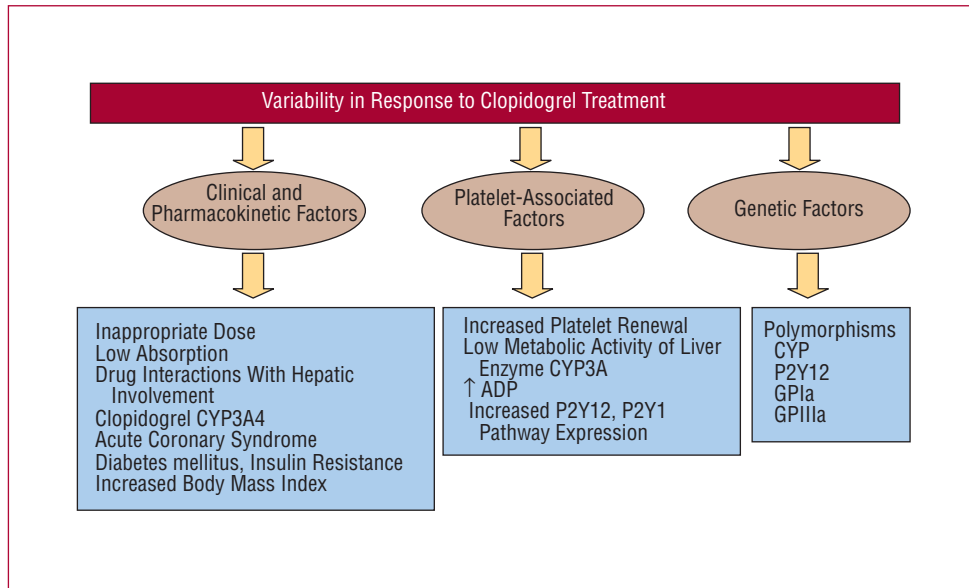 Variability in Response to Clopidogrel Treatment
Clinical and
Pharmacokinetic Factors
Platelet-Associated
Factors
Genetic Factors
Inappropriate Dose
Low Absorption
Drug Interactions With Hepatic
Involvement
Clopidogrel CYP3A4
Acute Coronary Syndrome
Diabetes mellitus, Insulin Resistance
Increased Body Mass Index
Increased Platelet Renewal
Low Metabolic Activity of Liver
Enzyme CYP3A
↑ ADP
Increased P2Y12, P2Y1
Pathway Expression
Polymorphisms
CYP
P2Y12
GPIa
GPIIIa